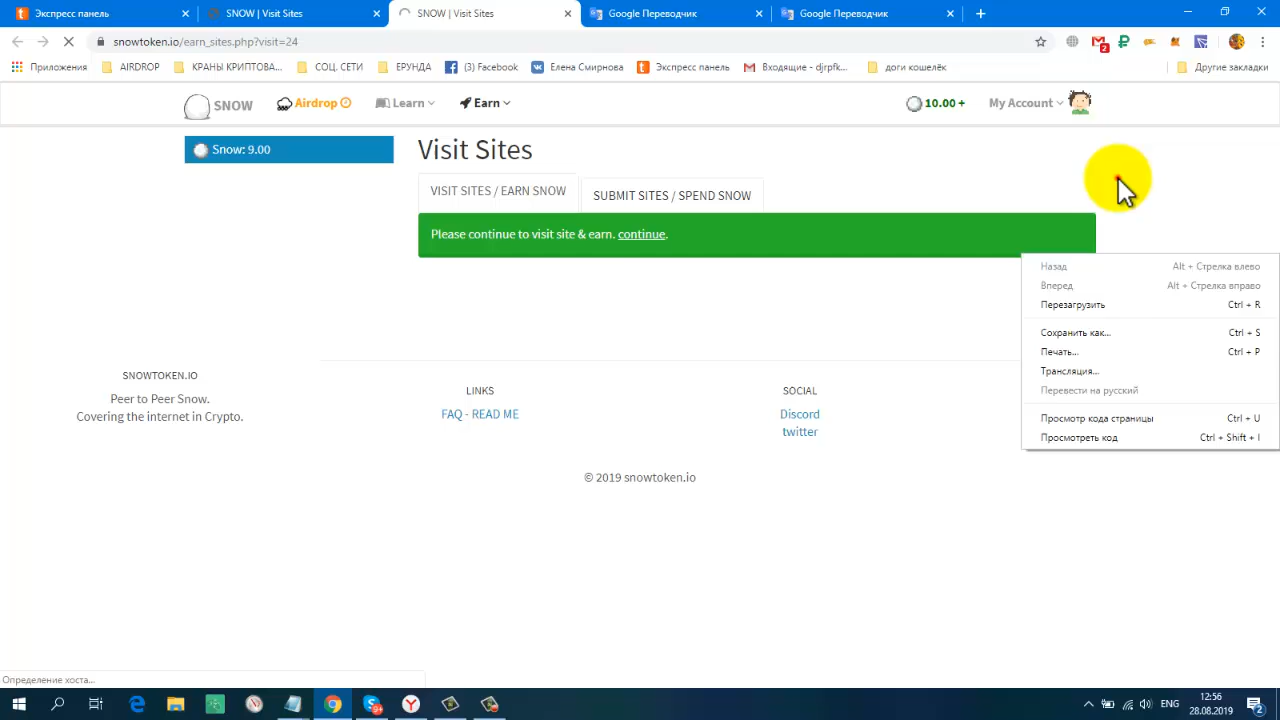 Экспресс панель
SNOW | Visit Sites
SNOW | Visit Sites
Google Переводчик
Google Переводчик
snowtoken.io/earn_sites.php?visit=24
2
Приложения
AIRDROP
КРАНЫ КРИПТОВА...
СОЦ. СЕТИ
ЕРУНДА
(3) Facebook
Елена Смирнова
Экспресс панель
Входящие - djrpfk...
доги кошелёк
Другие закладки
SNOW
Airdrop
Learn
Earn
10.00 +
My Account
Snow: 9.00
Visit Sites
VISIT SITES / EARN SNOW
SUBMIT SITES / SPEND SNOW
Please continue to visit site & earn. continue.
Назад Alt + Стрелка влево
Вперед Alt + Стрелка вправо
Перезагрузить Ctrl + R
Сохранить как... Ctrl + S
Печать... Ctrl + P
Трансляция...
Перевести на русский
Просмотр кода страницы Ctrl + U
Просмотреть код Ctrl + Shift + I
SNOWTOKEN.IO
Peer to Peer Snow.
Covering the internet in Crypto.
LINKS
FAQ - READ ME
SOCIAL
Discord
twitter
© 2019 snowtoken.io
Определение хоста...
ENG
12:56
28.08.2019
2